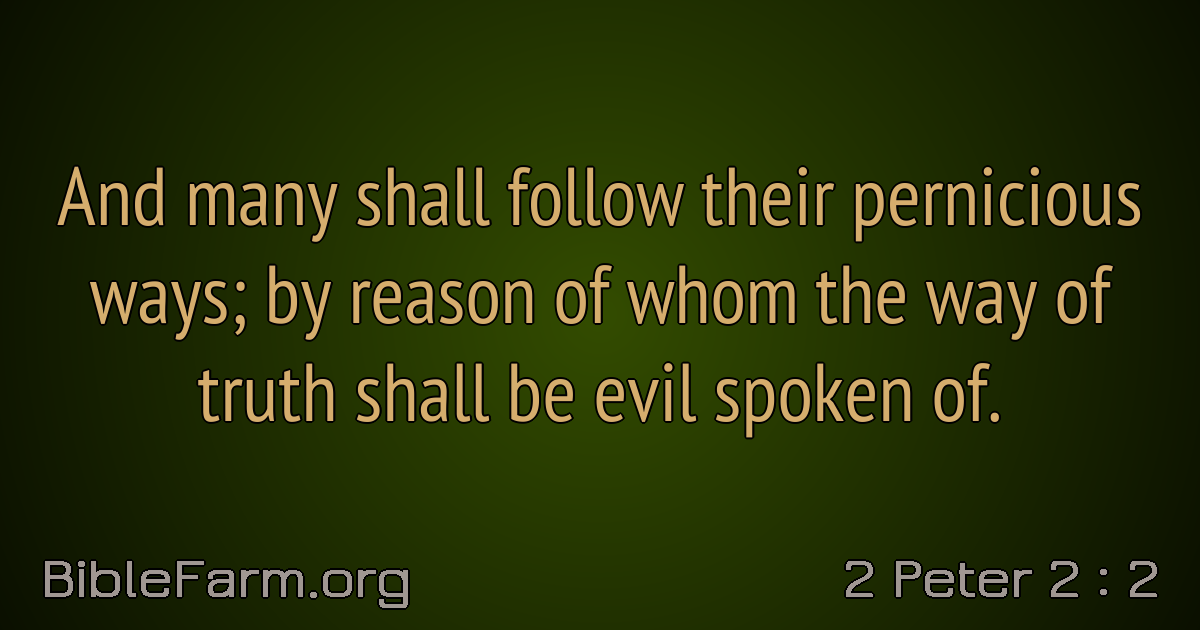 And many shall follow their pernicious
ways; by reason of whom the way of
truth shall be evil spoken of.
BibleFarm.org
2 Peter 2 : 2